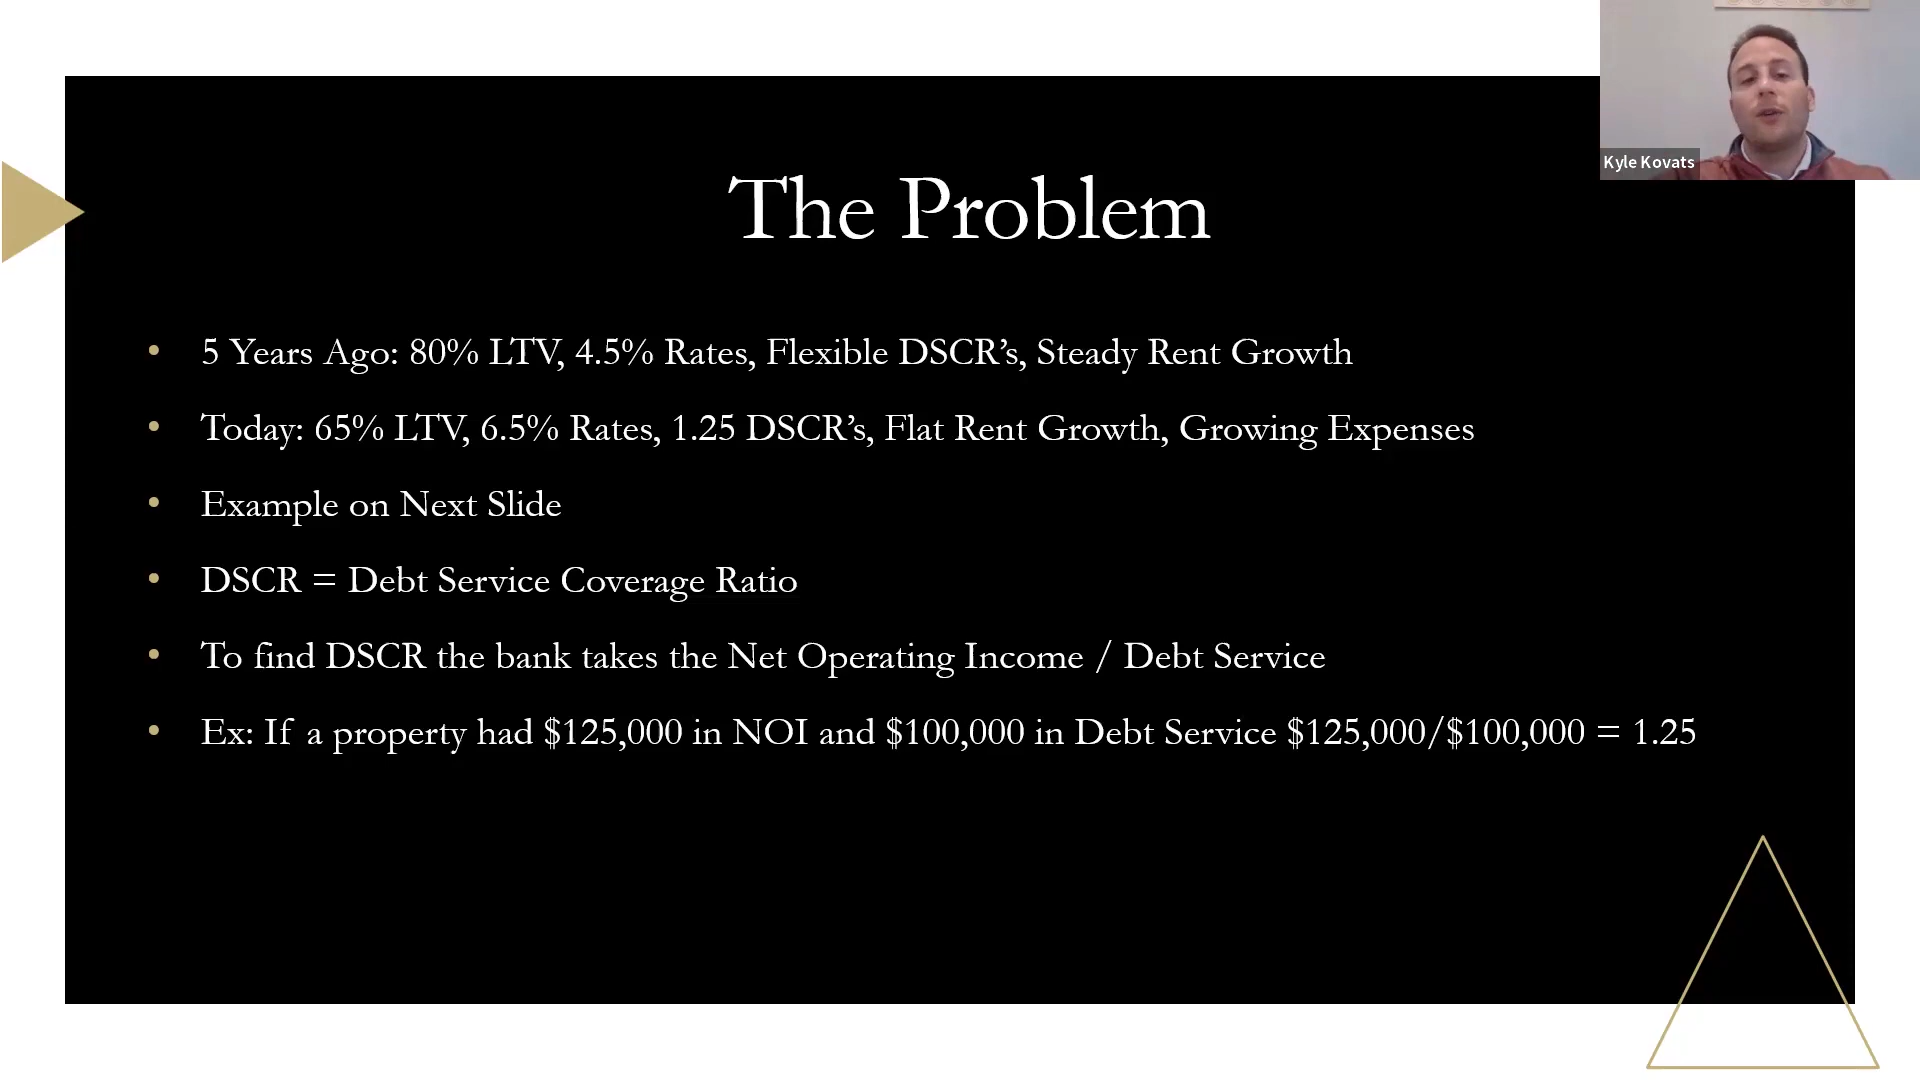 Kyle Kovats
The Problem
• 5 Years Ago: 80% LTV, 4.5% Rates, Flexible DSCR’s, Steady Rent Growth
• Today: 65% LTV, 6.5% Rates, 1.25 DSCR’s, Flat Rent Growth, Growing Expenses
• Example on Next Slide
• DSCR = Debt Service Coverage Ratio
• To find DSCR the bank takes the Net Operating Income / Debt Service
• Ex: If a property had $125,000 in NOI and $100,000 in Debt Service $125,000/$100,000 = 1.25